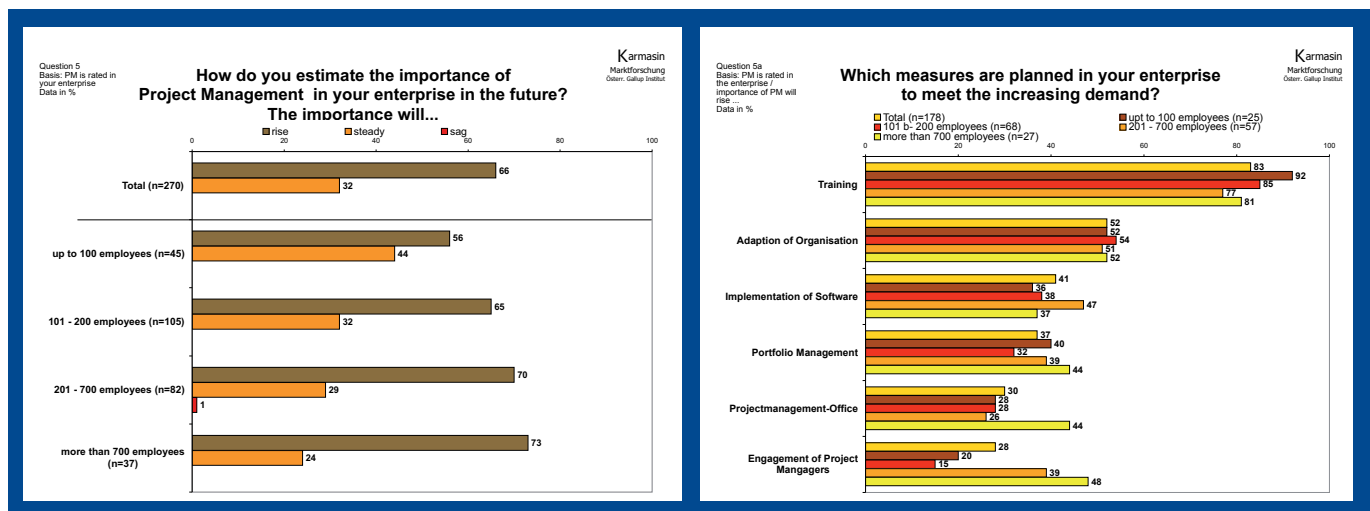 Question 5
Basis: PM is rated in
your enterprise
Data in %
Karmasin
Marktforschung
Österr. Gallup Institut
How do you estimate the importance of
Project Management in your enterprise in the future?
The importance will...
rise steady sag
0 20 40 60 80 100
Total (n=270)
66
32
up to 100 employees (n=45)
56
44
101 - 200 employees (n=105)
65
32
201 - 700 employees (n=82)
70
29
1
more than 700 employees
(n=37)
73
24
Question 5a
Basis: PM is rated in
the enterprise /
importance of PM will
rise ...
Data in %
Karmasin
Marktforschung
Österr. Gallup Institut
Which measures are planned in your enterprise
to meet the increasing demand?
Total (n=178) upt to 100 employees (n=25)
101 b- 200 employees (n=68) 201 - 700 employees (n=57)
more than 700 employees (n=27)
0 20 40 60 80 100
Training
83
92
85
77
81
Adaption of Organisation
52
52
54
51
52
Implementation of Software
41
36
38
47
37
Portfolio Management
37
40
32
39
44
Projectmanagement-Office
30
28
28
26
44
Engagement of Project
Mangagers
28
20
15
39
48